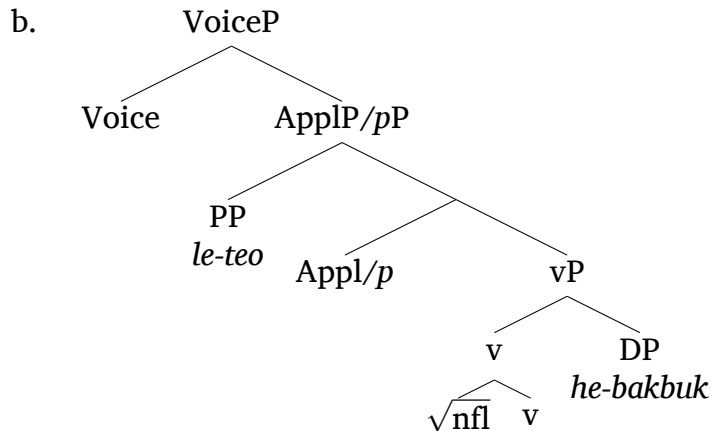 b. VoiceP
Voice ApplP/pP
PP
le-teo
Appl/p vP
v DP
he-bakbuk
√nfl v